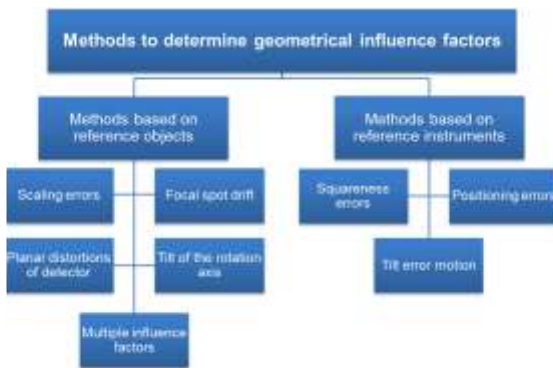 Methods to determine geometrical influence factors
Methods based on
reference objects
Methods based on
reference instruments
Scaling errors
Focal spot drift
Squareness
errors
Positioning errors
Planar distortions
of detector
Tilt of the rotation
axis
Tilt error motion
Multiple influence
factors